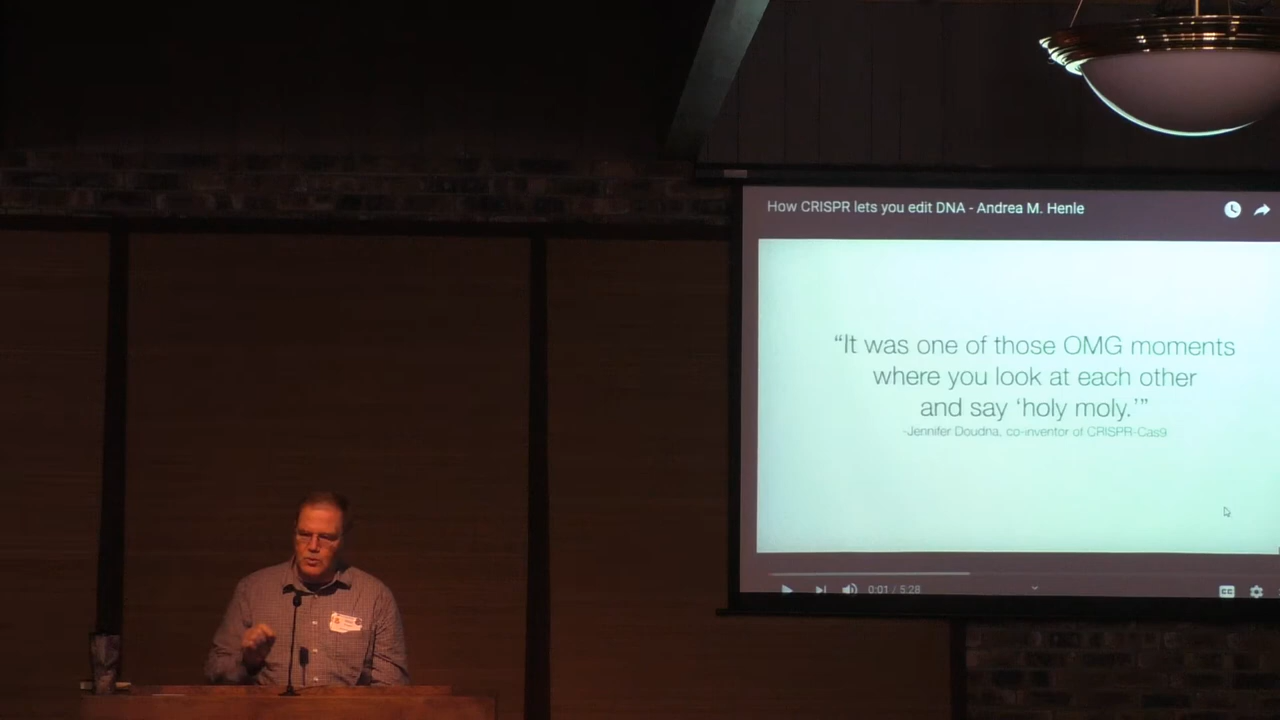 How CRISPR lets you edit DNA - Andrea M. Henle
“It was one of those OMG moments
where you look at each other
and say ‘holy moly.’”
-Jennifer Doudna, co-inventor of CRISPR-Cas9
0:01 / 5:28
CC